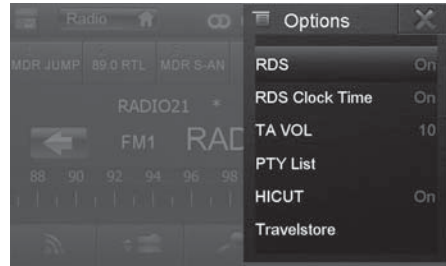 Radio
Options
MDR JUMP 89.0 RTL MDR S-AN
RDS On
RDS Clock Time On
RADIO21 *
TA VOL 10
FM1 RAD
PTY List
88 90 92 94 96 98
HICUT On
Travelstore